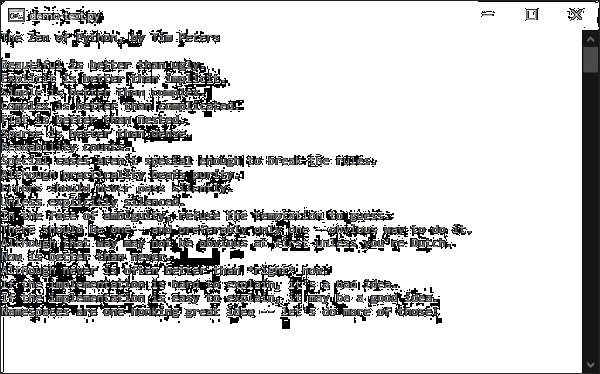 demo_text.py
The Zen of Python, by Tim Peters
Beautiful is better than ugly.
Explicit is better than implicit.
Simple is better than complex.
Complex is better than complicated.
Flat is better than nested.
Sparse is better than dense.
Readability counts.
Special cases aren't special enough to break the rules.
Although practicality beats purity.
Errors should never pass silently.
Unless explicitly silenced.
In the face of ambiguity, refuse the temptation to guess.
There should be one-- and preferably only one --obvious way to do it.
Although that way may not be obvious at first unless you're Dutch.
Now is better than never.
Although never is often better than *right* now.
If the implementation is hard to explain, it's a bad idea.
If the implementation is easy to explain, it may be a good idea.
Namespaces are one honking great idea -- let's do more of those!